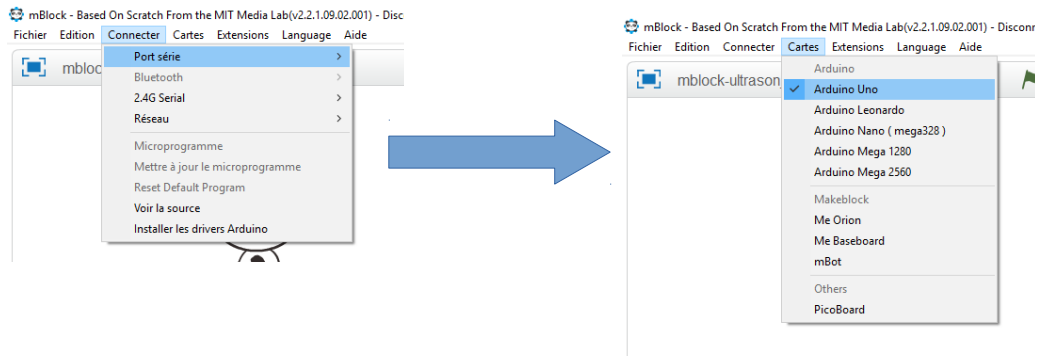 mBlock - Based On Scratch From the MIT Media Lab(v2.2.1.09.02.001) - Disc
Fichier Edition Connecter Cartes Extensions Language Aide
mbloc
Port série
Bluetooth
2.4G Serial
Réseau
Microprogramme
Mettre à jour le microprogramme
Reset Default Program
Voir la source
Installer les drivers Arduino
mBlock - Based On Scratch From the MIT Media Lab(v2.2.1.09.02.001) - Disconn
Fichier Edition Connecter Cartes Extensions Language Aide
mblock-ultrason
Arduino
Arduino Uno
Arduino Leonardo
Arduino Nano ( mega328 )
Arduino Mega 1280
Arduino Mega 2560
Makeblock
Me Orion
Me Baseboard
mBot
Others
PicoBoard